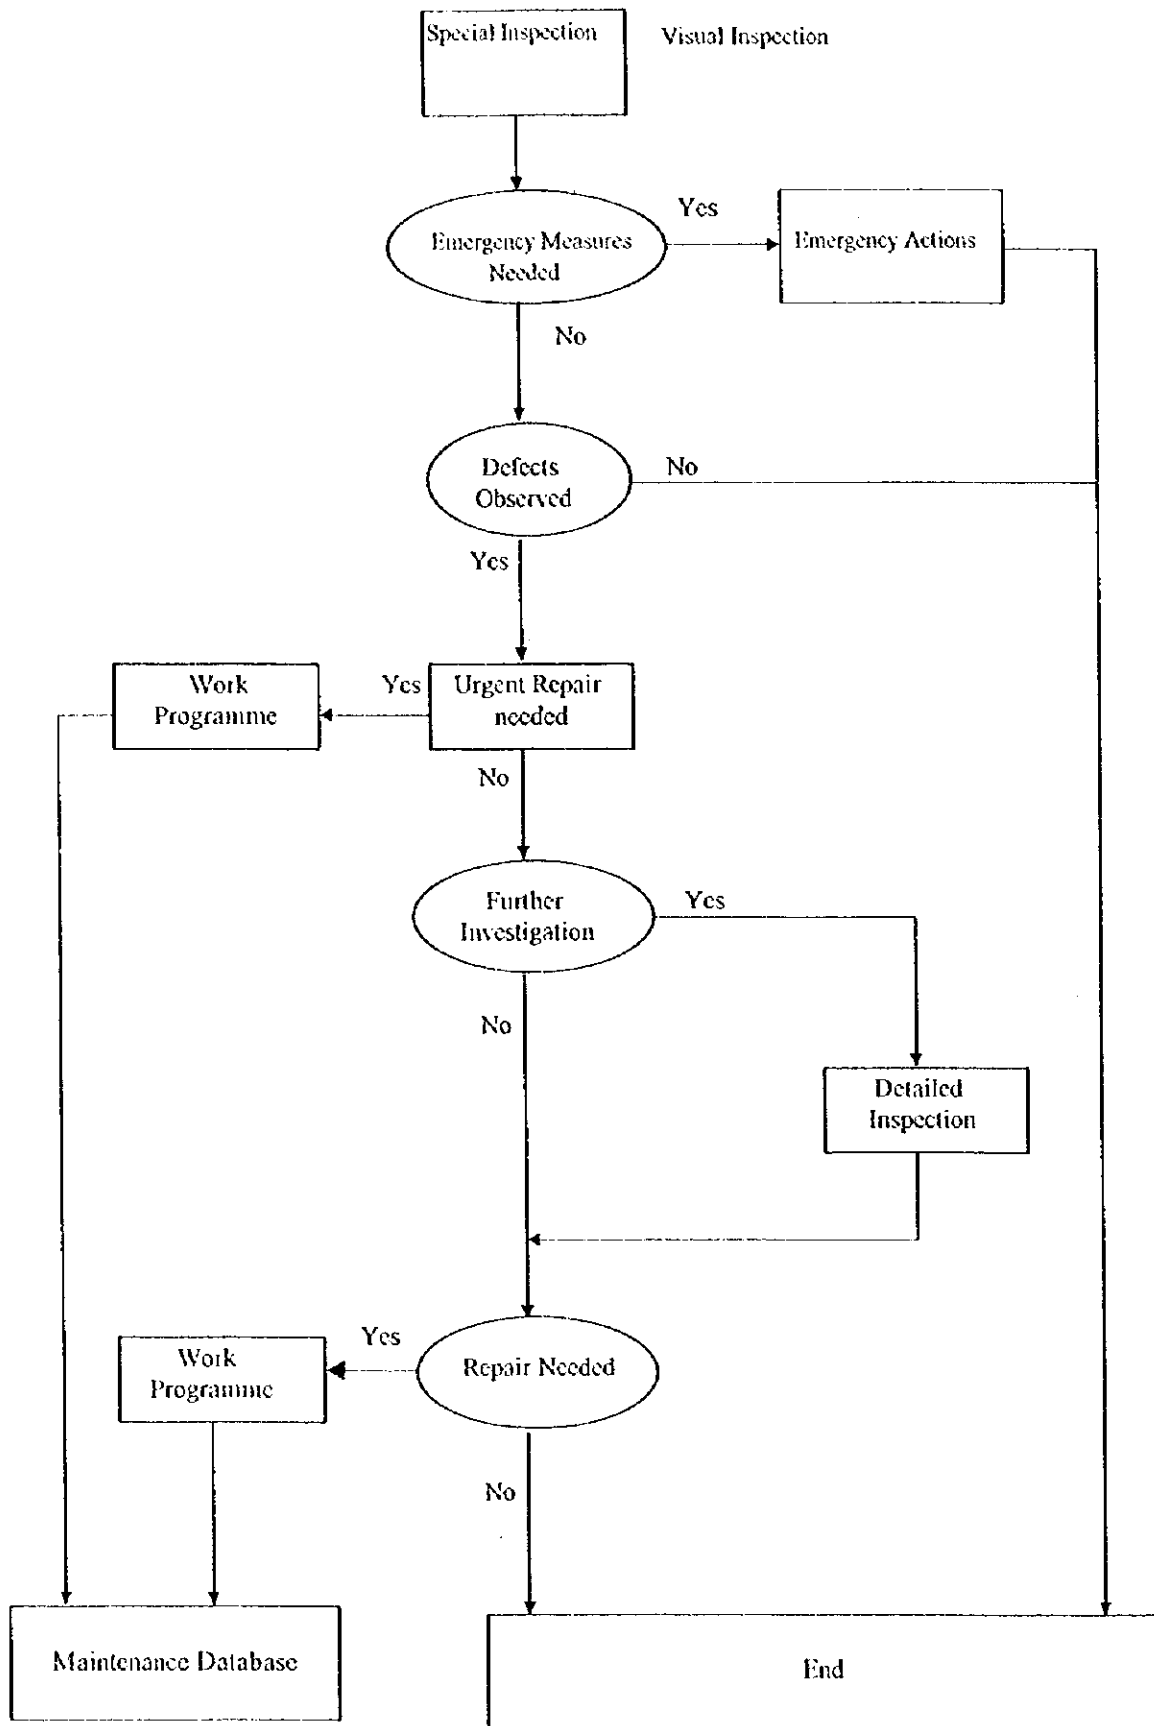 Special Inspection
Visual Inspection
Yes
Emergency Measures
Needed
Emergency Actions
No
Defects
Observed
No
Yes
Work
Programme
Yes
Urgent Repair
needed
No
Further
Investigation
Yes
No
Detailed
Inspection
Yes
Work
Programme
Repair Needed
No
Maintenance Database
End